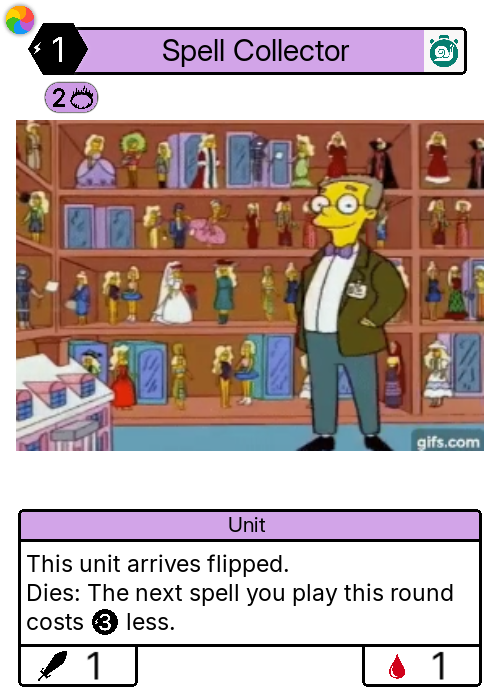 1
Spell Collector
2
gifs.com
Unit
This unit arrives flipped.
Dies: The next spell you play this round
costs 3 less.
1
1